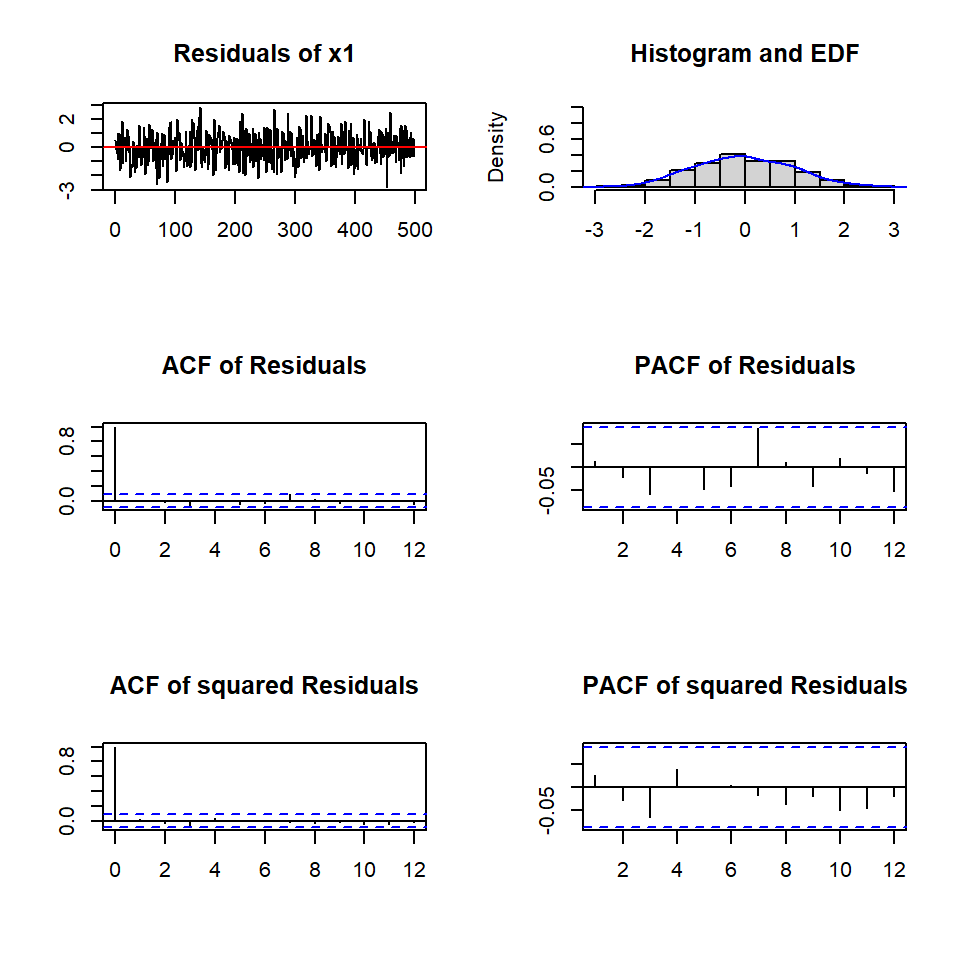 Residuals of x1
2
0
-3
0 100 200 300 400 500
Histogram and EDF
Density
0.6
0.0
-3 -2 -1 0 1 2 3
ACF of Residuals
0.8
0.0
0 2 4 6 8 10 12
PACF of Residuals
-0.05
2 4 6 8 10 12
ACF of squared Residuals
0.8
0.0
0 2 4 6 8 10 12
PACF of squared Residuals
-0.05
2 4 6 8 10 12